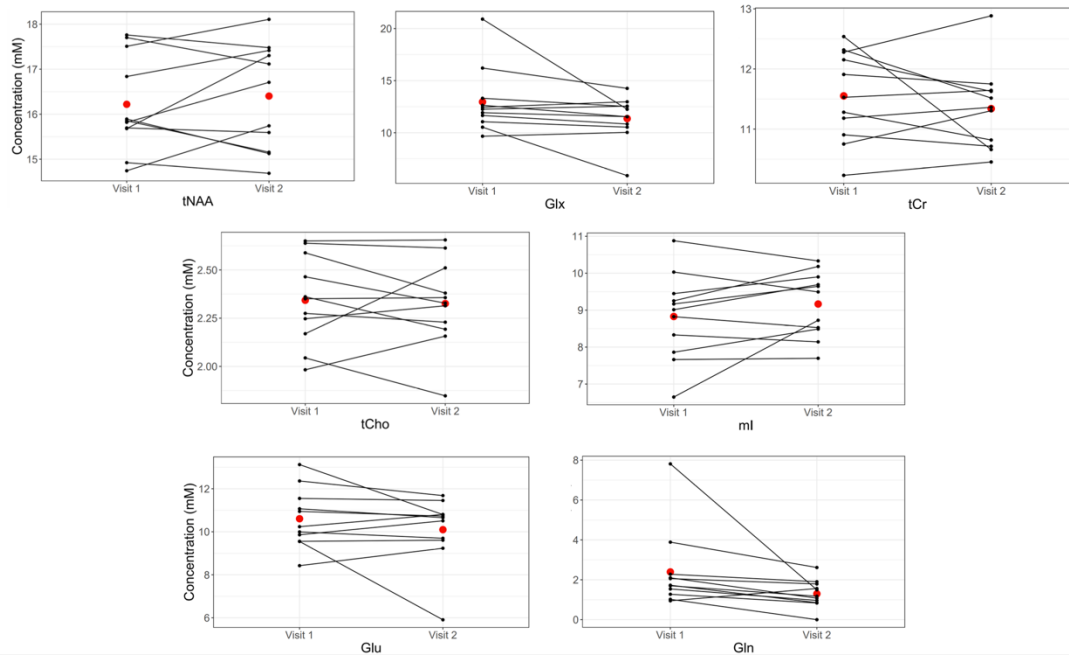 Concentration (mM)
18
17
16
15
Visit 1
Visit 2
tNAA
20
15
10
Visit 1
Visit 2
Glx
13
12
11
Visit 1
Visit 2
tCr
Concentration (mM)
2.50
2.25
2.00
Visit 1
Visit 2
tCho
11
10
9
8
7
Visit 1
Visit 2
mI
Concentration (mM)
12
10
8
6
Visit 1
Visit 2
Glu
8
6
4
2
0
Visit 1
Visit 2
Gln